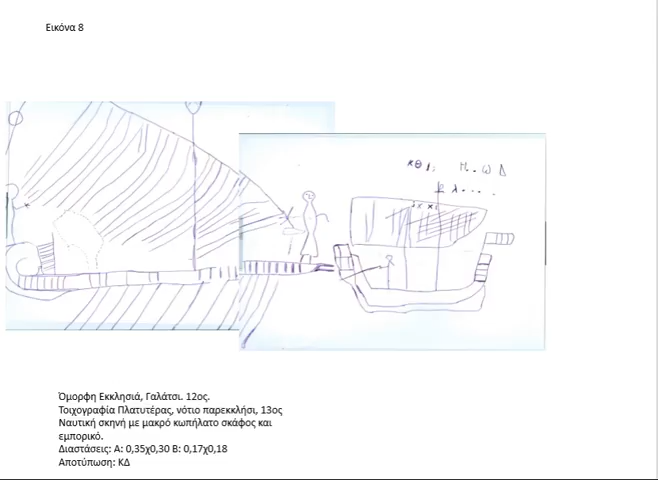 Εικόνα 8
κθι, Π. ω Δ
Όμορφη Εκκλησιά, Γαλάτσι. 12ος.
Τοιχογραφία Πλατυτέρας, νότιο παρεκκλήσι, 13ος
Ναυτική σκηνή με μακρό κωπήλατο σκάφος και
εμπορικό.
Διαστάσεις: Α: 0,35χ0,30 Β: 0,17χ0,18
Αποτύπωση: ΚΔ